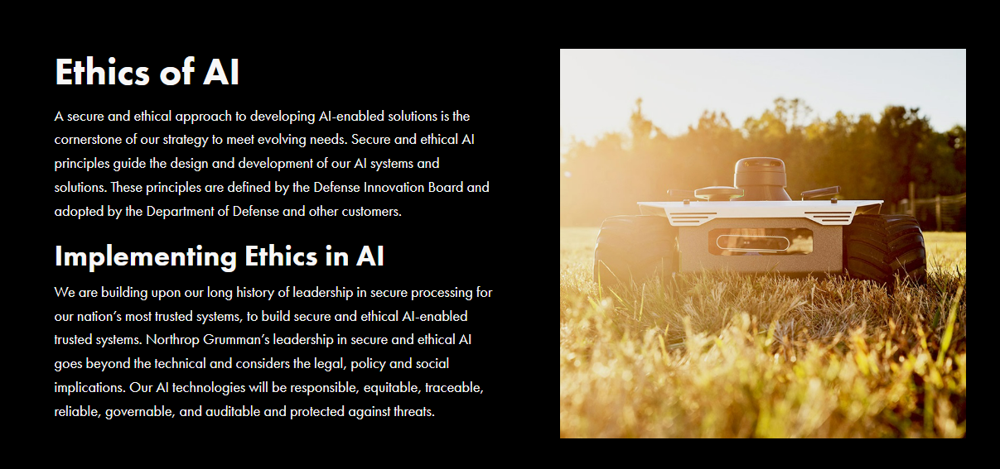 Ethics of AI
A secure and ethical approach to developing AI-enabled solutions is the
cornerstone of our strategy to meet evolving needs. Secure and ethical AI
principles guide the design and development of our AI systems and
solutions. These principles are defined by the Defense Innovation Board and
adopted by the Department of Defense and other customers.
Implementing Ethics in AI
We are building upon our long history of leadership in secure processing for
our nation’s most trusted systems, to build secure and ethical AI-enabled
trusted systems. Northrop Grumman’s leadership in secure and ethical AI
goes beyond the technical and considers the legal, policy and social
implications. Our AI technologies will be responsible, equitable, traceable,
reliable, governable, and auditable and protected against threats.